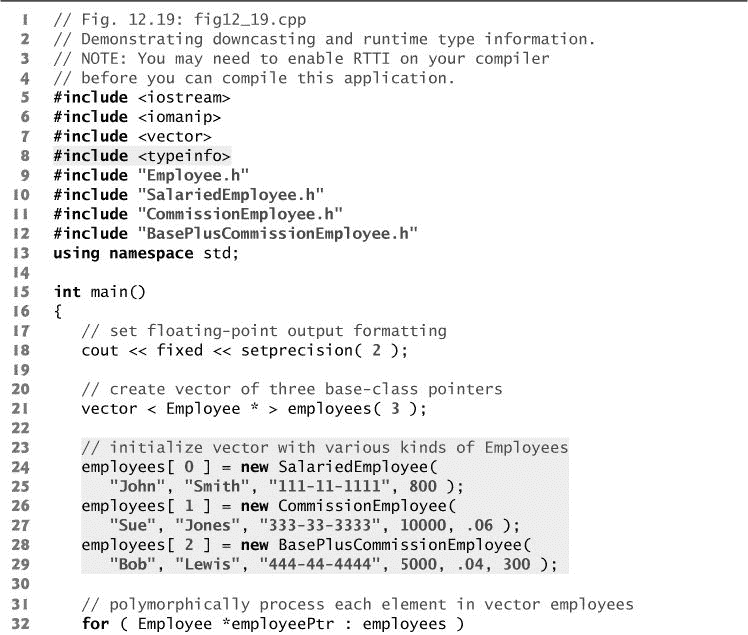 1 // Fig. 12.19: fig12_19.cpp
2 // Demonstrating downcasting and runtime type information.
3 // NOTE: You may need to enable RTTI on your compiler
4 // before you can compile this application.
5 #include <iostream>
6 #include <iomanip>
7 #include <vector>
8 #include <typeinfo>
9 #include "Employee.h"
10 #include "SalariedEmployee.h"
11 #include "CommissionEmployee.h"
12 #include "BasePlusCommissionEmployee.h"
13 using namespace std;
14
15 int main()
16 {
17    // set floating-point output formatting
18    cout << fixed << setprecision( 2 );
19
20    // create vector of three base-class pointers
21    vector < Employee * > employees( 3 );
22
23    // initialize vector with various kinds of Employees
24    employees[ 0 ] = new SalariedEmployee(
25       "John", "Smith", "111-11-1111", 800 );
26    employees[ 1 ] = new CommissionEmployee(
27       "Sue", "Jones", "333-33-3333", 10000, .06 );
28    employees[ 2 ] = new BasePlusCommissionEmployee(
29       "Bob", "Lewis", "444-44-4444", 5000, .04, 300 );
30
31    // polymorphically process each element in vector employees
32    for ( Employee *employeePtr : employees )